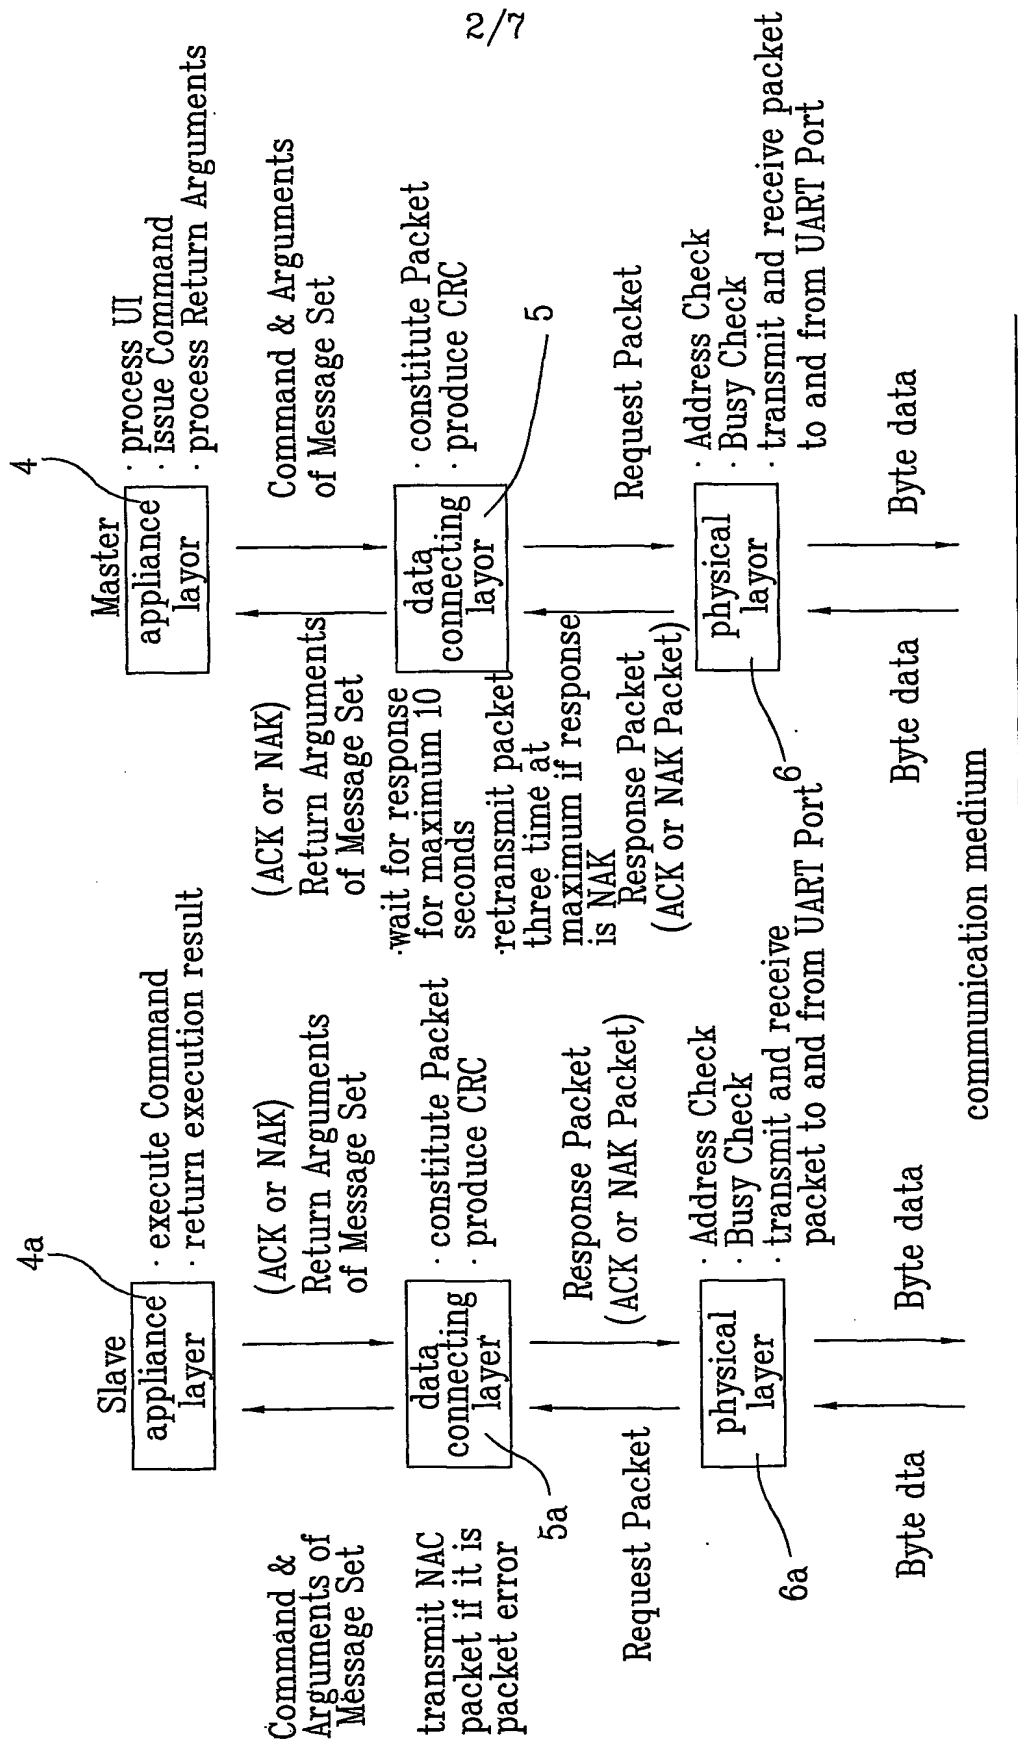 2/7
Slave
4a
appliance
layer
· execute Command
· return execution result
Command &
Arguments of
Message Set
(ACK or NAK)
Return Arguments
of Message Set
data
connecting
layer
5a
· constitute Packet
· produce CRC
transmit NAC
packet if it is
packet error
Request Packet
Response Packet
(ACK or NAK Packet)
physical
layer
6a
· Address Check
· Busy Check
· transmit and receive
packet to and from UART Port
Byte dta
Byte data
Master
4
appliance
layor
· process UI
· issue Command
· process Return Arguments
(ACK or NAK)
Return Arguments
of Message Set
Command & Arguments
of Message Set
data
connecting
layor
5
· constitute Packet
· produce CRC
·wait for response
for maximum 10
seconds
·retransmit packet
three time at
maximum if response
is NAK
Response Packet
(ACK or NAK Packet)
Request Packet
physical
layor
6
· Address Check
· Busy Check
· transmit and receive packet
to and from UART Port
Byte data
Byte data
communication medium